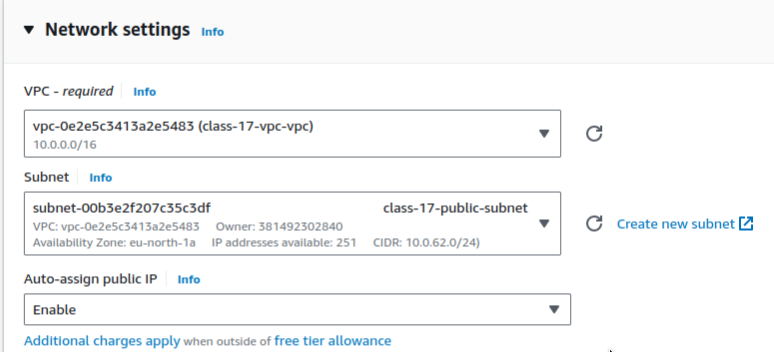 Network settings Info
VPC - required Info
vpc-0e2e5c3413a2e5483 (class-17-vpc-vpc)
10.0.0.0/16
Subnet Info
subnet-00b3e2f207c35c3df class-17-public-subnet
VPC: vpc-0e2e5c3413a2e5483 Owner: 381492302840
Availability Zone: eu-north-1a IP addresses available: 251 CIDR: 10.0.62.0/24)
Create new subnet
Auto-assign public IP Info
Enable
Additional charges apply when outside of free tier allowance